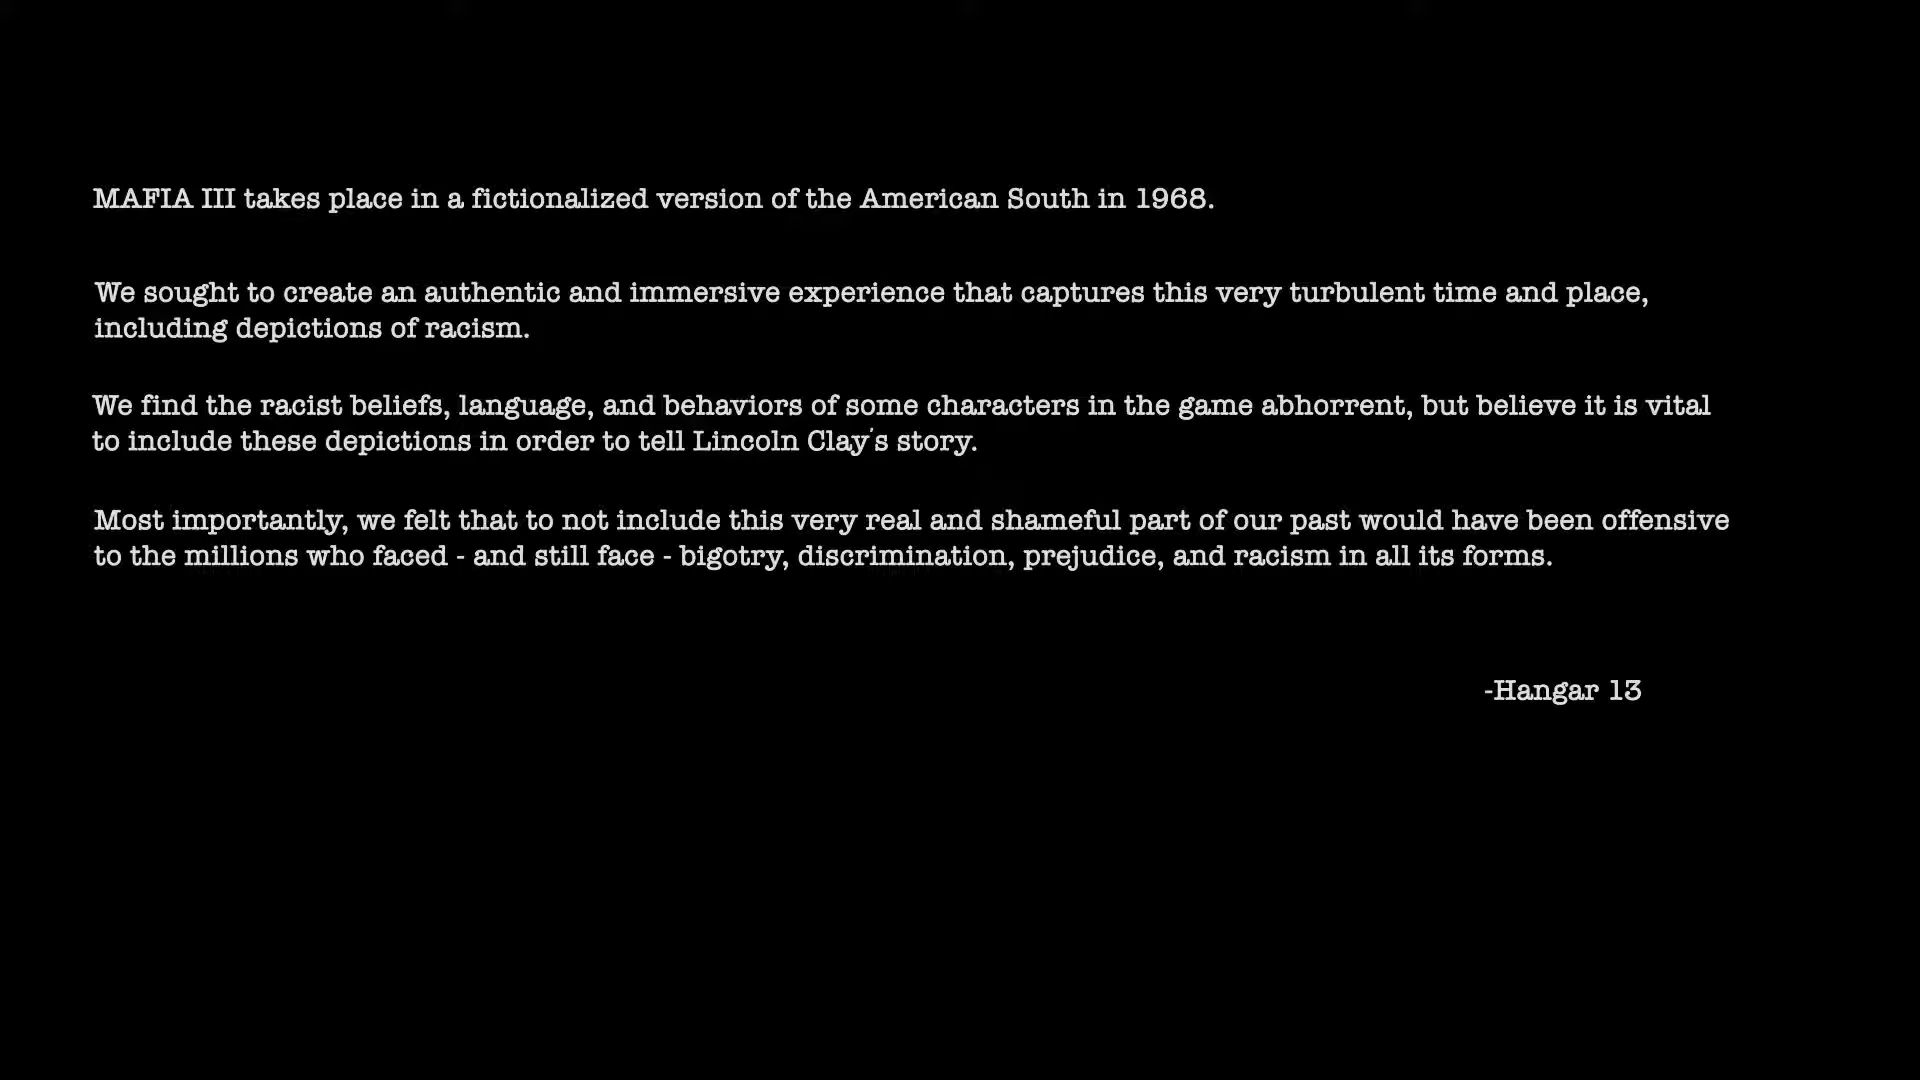 MAFIA III takes place in a fictionalized version of the American South in 1968.
We sought to create an authentic and immersive experience that captures this very turbulent time and place,
including depictions of racism.
We find the racist beliefs, language, and behaviors of some characters in the game abhorrent, but believe it is vital
to include these depictions in order to tell Lincoln Clay's story.
Most importantly, we felt that to not include this very real and shameful part of our past would have been offensive
to the millions who faced - and still face - bigotry, discrimination, prejudice, and racism in all its forms.
-Hangar 13